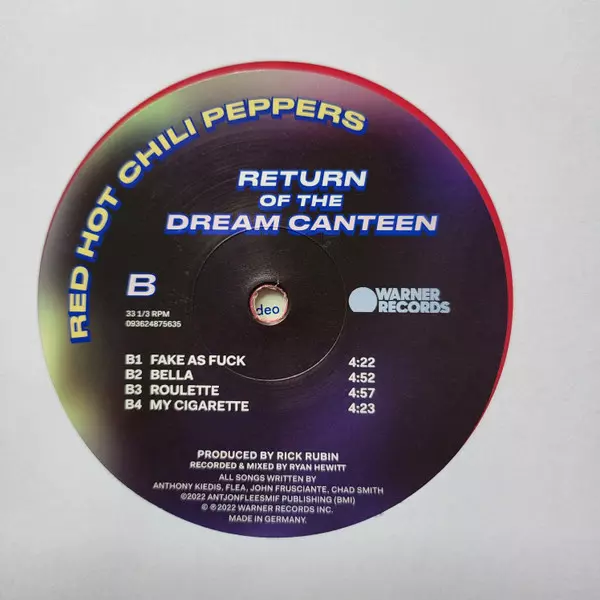 RED HOT CHILI PEPPERS
RETURN
OF THE
DREAM CANTEEN
B
33 1/3 RPM
093624875635
deo
WARNER
RECORDS
B1 FAKE AS FUCK 4:22
B2 BELLA 4:52
B3 ROULETTE 4:57
B4 MY CIGARETTE 4:23
PRODUCED BY RICK RUBIN
RECORDED & MIXED BY RYAN HEWITT
ALL SONGS WRITTEN BY
ANTHONY KIEDIS, FLEA, JOHN FRUSCIANTE, CHAD SMITH
©2022 ANTJONFLEESMIF PUBLISHING (BMI)
© ℗ 2022 WARNER RECORDS INC.
MADE IN GERMANY.